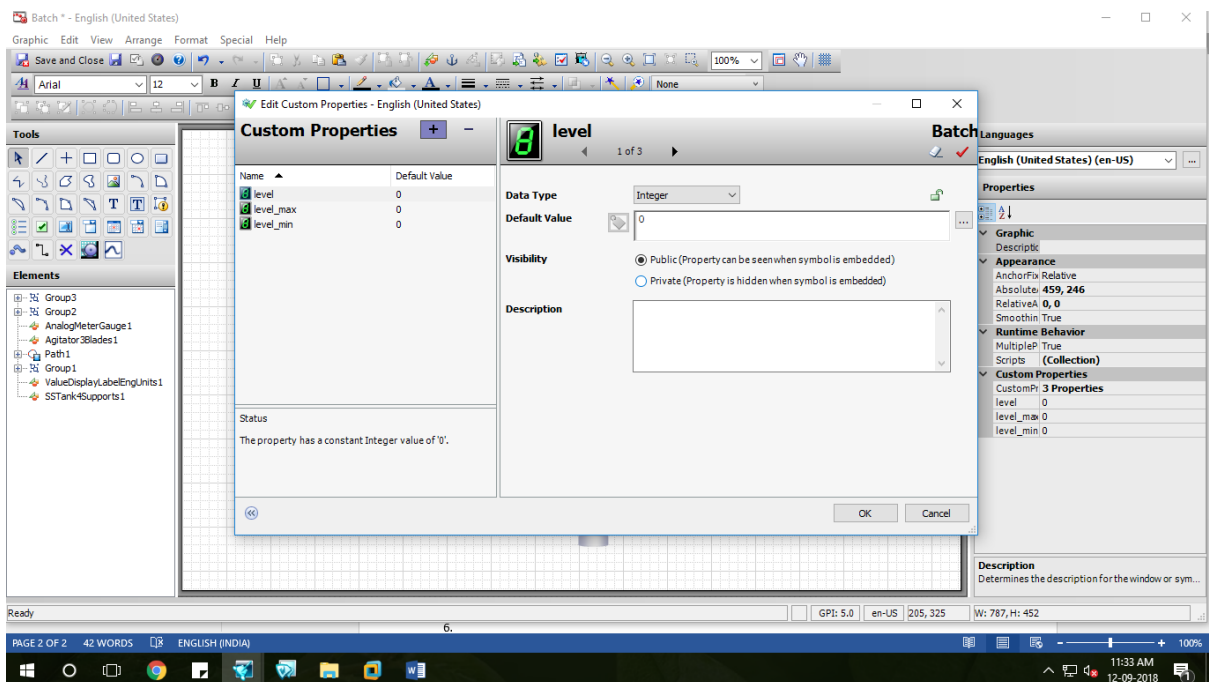 Batch * - English (United States)
Graphic Edit View Arrange Format Special Help
Save and Close 100%
Arial 12 B I U A None
Edit Custom Properties - English (United States)
Tools
Custom Properties + -
level Batch
1 of 3
Languages
English (United States) (en-US) ...
Properties
Name Default Value
level 0
level_max 0
level_min 0
Data Type Integer
Default Value 0 ...
Visibility Public (Property can be seen when symbol is embedded)
Private (Property is hidden when symbol is embedded)
Description
T T
Elements
Group3
Group2
AnalogMeterGauge1
Agitator3Blades1
Path1
Group1
ValueDisplayLabelEngUnits1
SSTank4Supports1
Status
The property has a constant Integer value of '0'.
OK Cancel
Graphic
Descriptic
Appearance
AnchorFix Relative
Absolute 459, 246
RelativeA 0, 0
Smoothin True
Runtime Behavior
MultipleP True
Scripts (Collection)
Custom Properties
CustomPr 3 Properties
level 0
level_max 0
level_min 0
Description
Determines the description for the window or sym...
Ready GPI: 5.0 en-US 205, 325 W: 787, H: 452
6.
PAGE 2 OF 2 42 WORDS ENGLISH (INDIA) - + 100%
11:33 AM
12-09-2018